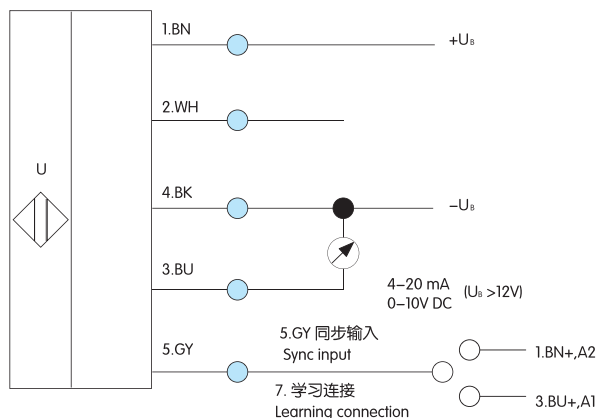 1.BN
+UB
2.WH
U
4.BK
−UB
3.BU
4–20 mA (UB >12V)
0–10V DC
5.GY 同步输入
5.GY
Sync input
1.BN+,A2
7. 学习连接
3.BU+,A1
Learning connection